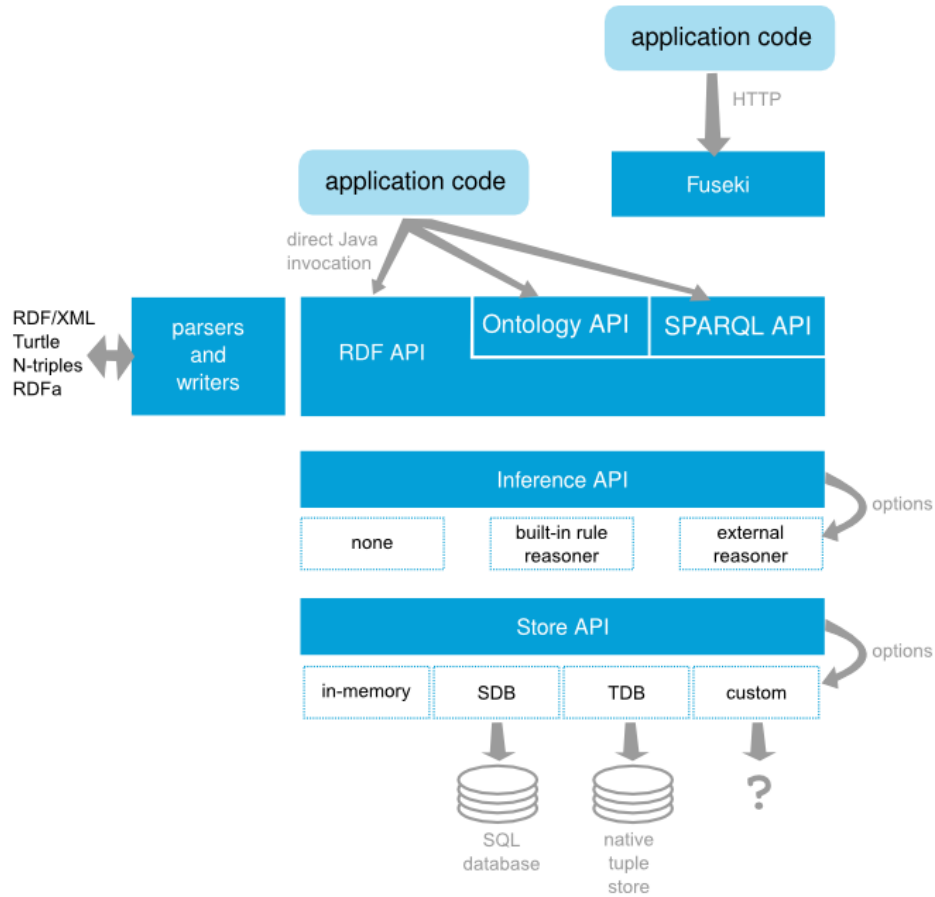 application code
HTTP
Fuseki
application code
direct Java
invocation
RDF/XML
Turtle
N-triples
RDFa
parsers
and
writers
RDF API
Ontology API
SPARQL API
Inference API
options
none
built-in rule
reasoner
external
reasoner
Store API
options
in-memory
SDB
TDB
custom
?
SQL
database
native
tuple
store